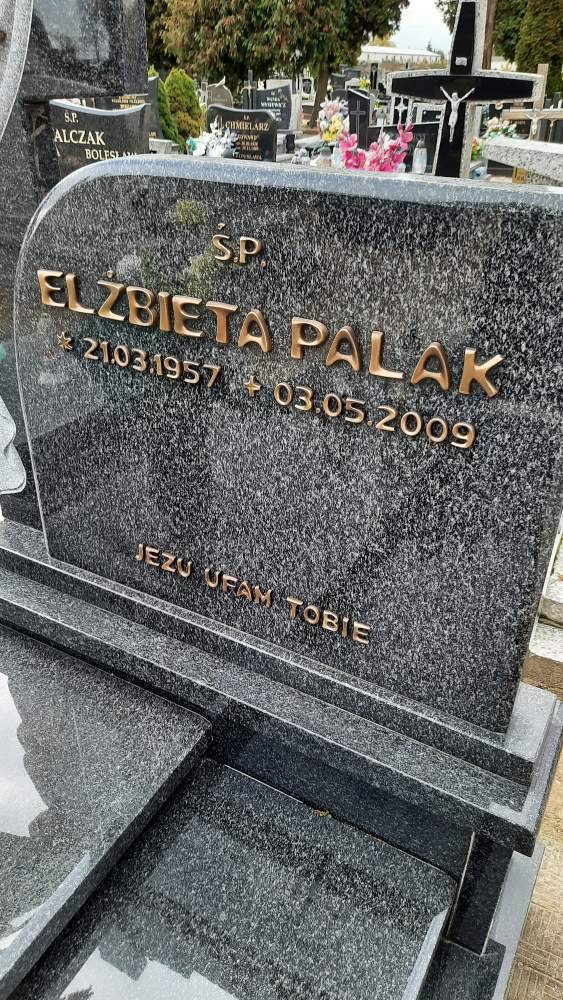 Ś.P.
ALCZAK
BOLESŁAW
CHMIELARZ
Ś.P.
ELŻBIETA PALAK
* 21.03.1957 + 03.05.2009
JEZU UFAM TOBIE